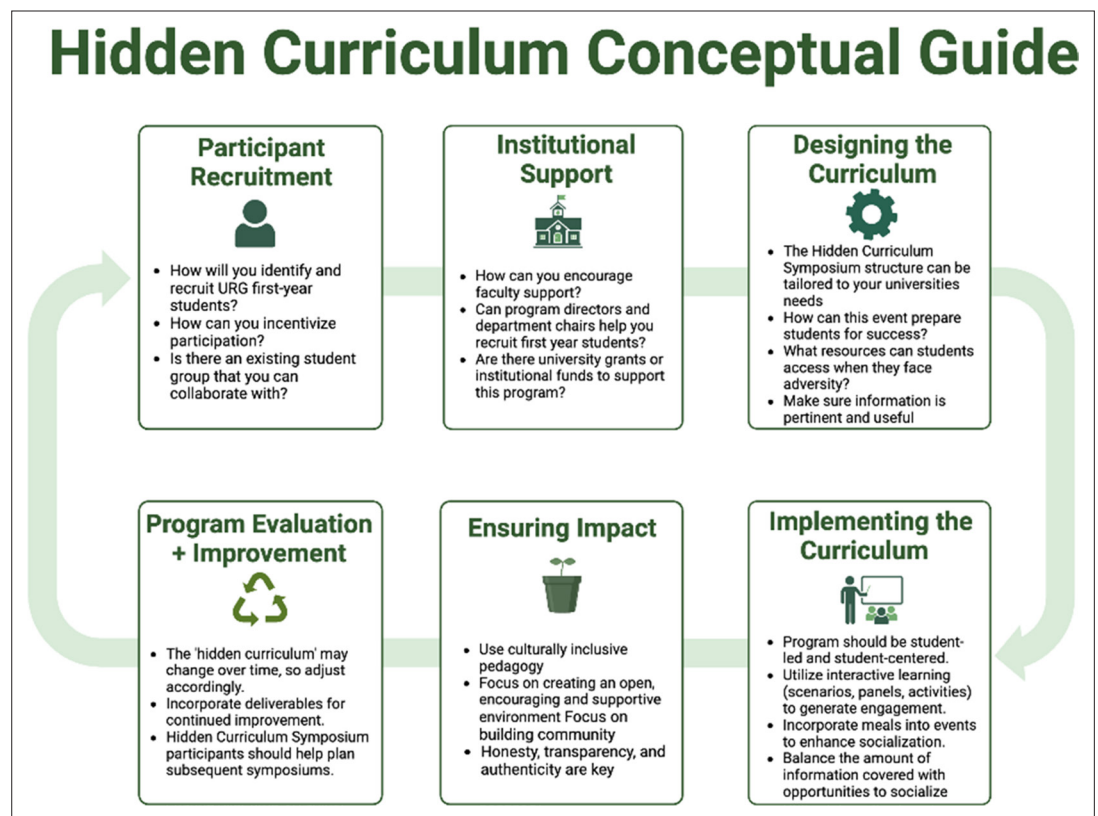 Hidden Curriculum Conceptual Guide
Participant
Recruitment
• How will you identify and
recruit URG first-year
students?
• How can you incentivize
participation?
• Is there an existing student
group that you can
collaborate with?
Institutional
Support
• How can you encourage
faculty support?
• Can program directors and
department chairs help you
recruit first year students?
• Are there university grants or
institutional funds to support
this program?
Designing the
Curriculum
• The Hidden Curriculum
Symposium structure can be
tailored to your universities
needs
• How can this event prepare
students for success?
• What resources can students
access when they face
adversity?
• Make sure information is
pertinent and useful
Program Evaluation
+ Improvement
• The 'hidden curriculum' may
change over time, so adjust
accordingly.
• Incorporate deliverables for
continued improvement.
• Hidden Curriculum Symposium
participants should help plan
subsequent symposiums.
Ensuring Impact
• Use culturally inclusive
pedagogy
• Focus on creating an open,
encouraging and supportive
environment Focus on
building community
• Honesty, transparency, and
authenticity are key
Implementing the
Curriculum
• Program should be student-
led and student-centered.
• Utilize interactive learning
(scenarios, panels, activities)
to generate engagement.
• Incorporate meals into events
to enhance socialization.
• Balance the amount of
information covered with
opportunities to socialize